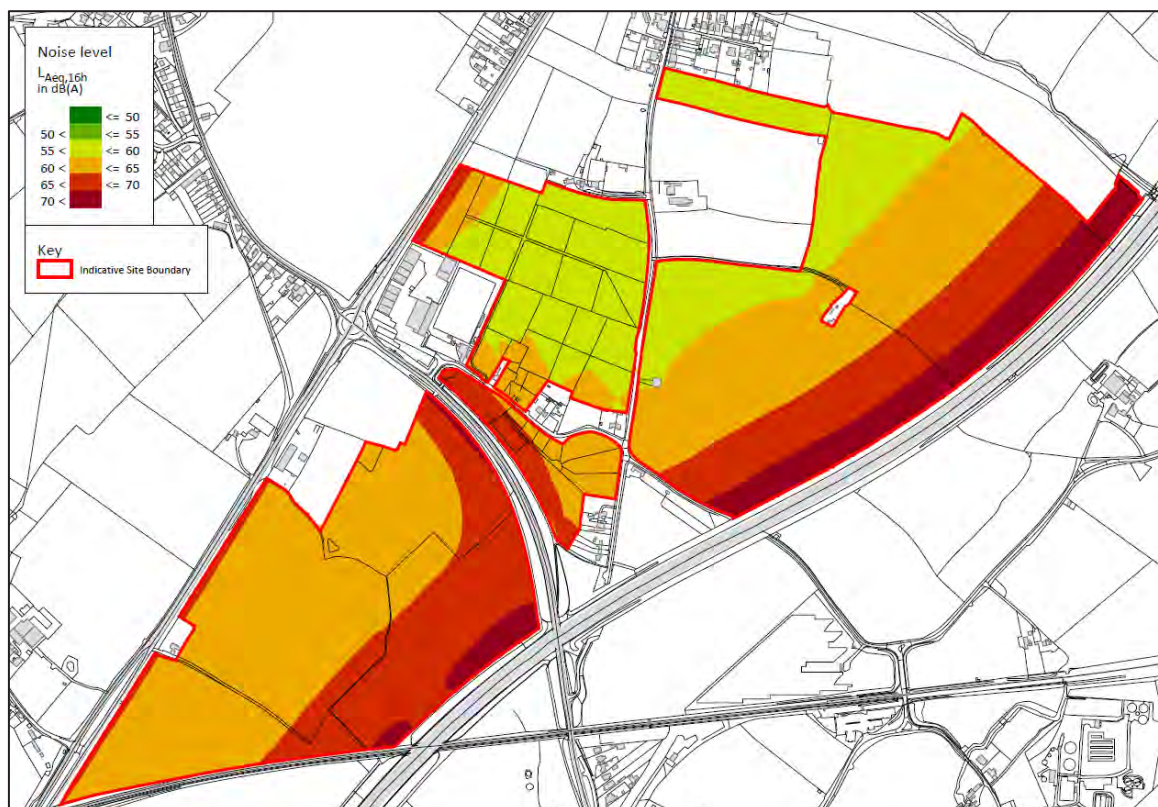 Noise level
LAeq,16h
in dB(A)
<= 50
50 < <= 55
55 < <= 60
60 < <= 65
65 < <= 70
70 <
Key
Indicative Site Boundary